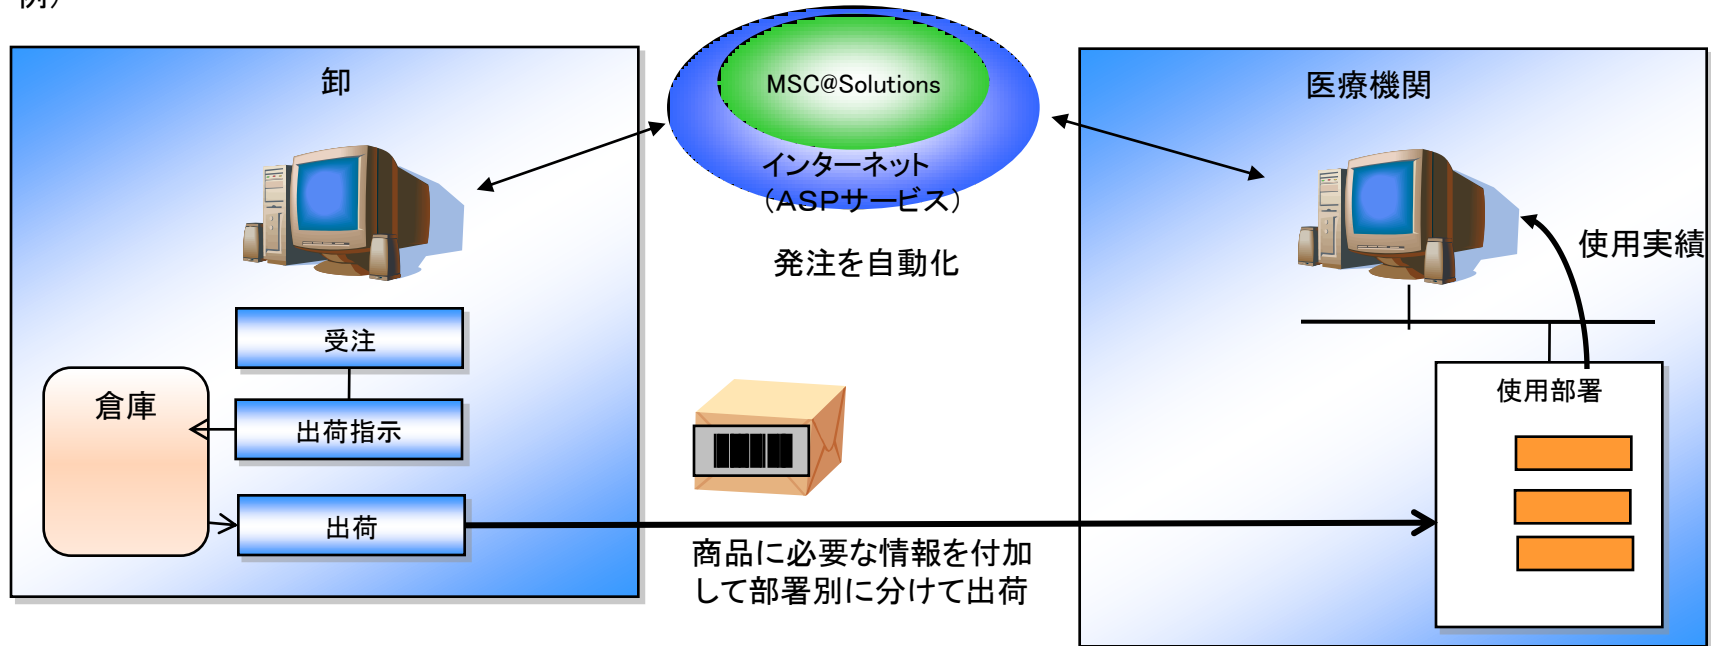 例）
卸
MSC@Solutions
インターネット
（ASPサービス）
発注を自動化
医療機関
使用実績
受注
倉庫
出荷指示
出荷
使用部署
商品に必要な情報を付加
して部署別に分けて出荷